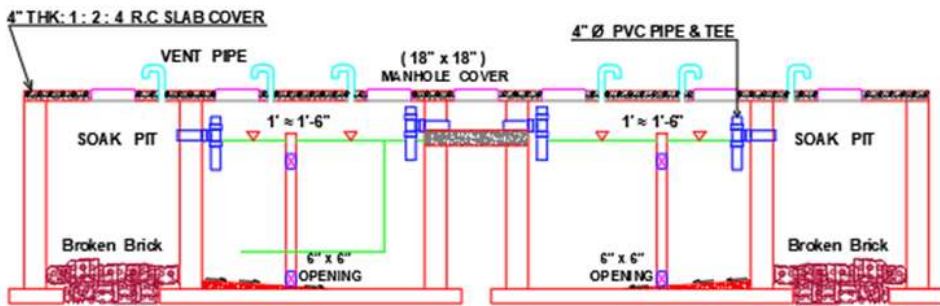 4" THK: 1 : 2 : 4 R.C SLAB COVER
VENT PIPE
( 18" x 18" )
MANHOLE COVER
4" Ø PVC PIPE & TEE
SOAK PIT
1' ≈ 1'-6"
1' ≈ 1'-6"
SOAK PIT
Broken Brick
6" x 6"
OPENING
6" x 6"
OPENING
Broken Brick